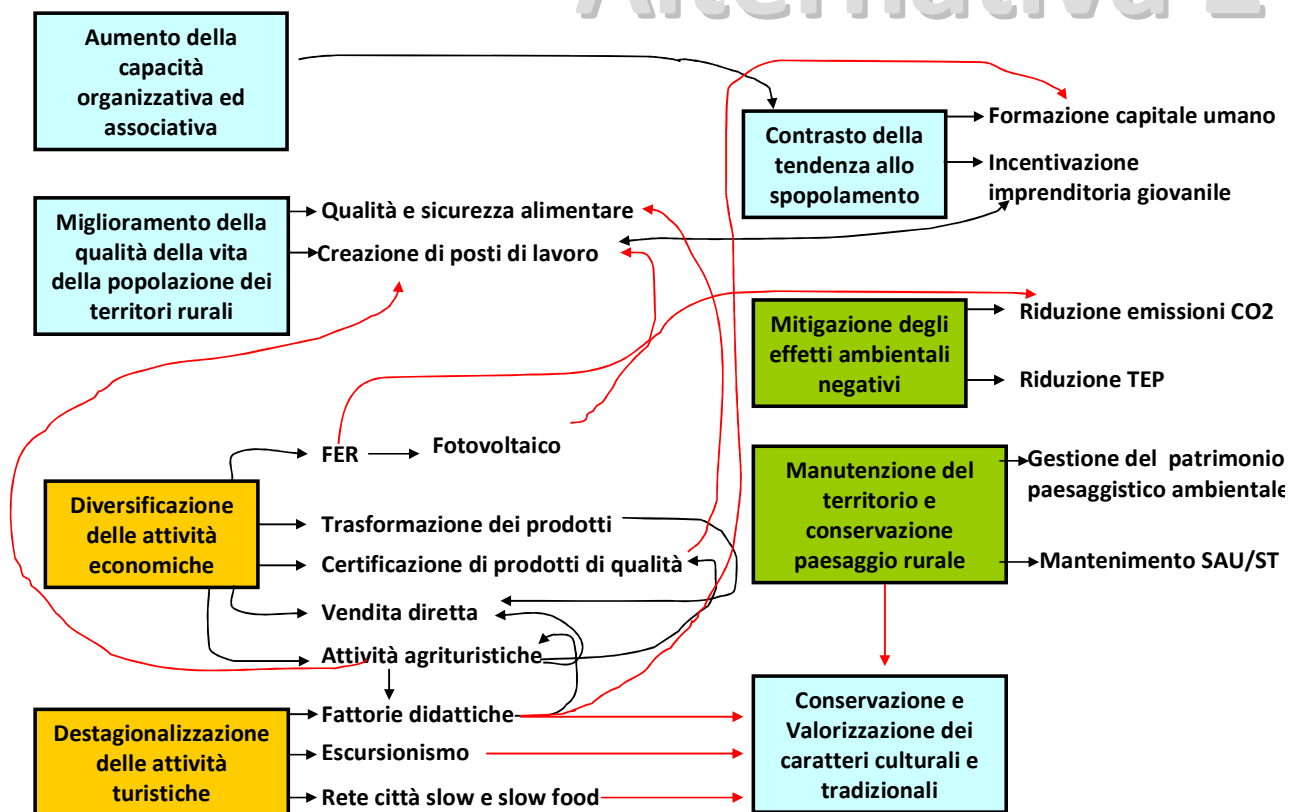 Alternativa 2
Aumento della
capacità
organizzativa ed
associativa
Contrasto della
tendenza allo
spopolamento
Formazione capitale umano
Incentivazione
imprenditoria giovanile
Miglioramento della
qualità della vita
della popolazione dei
territori rurali
Qualità e sicurezza alimentare
Creazione di posti di lavoro
Mitigazione degli
effetti ambientali
negativi
Riduzione emissioni CO2
Riduzione TEP
FER
Fotovoltaico
Diversificazione
delle attività
economiche
Trasformazione dei prodotti
Certificazione di prodotti di qualità
Vendita diretta
Attività agrituristiche
Manutenzione del
territorio e
conservazione
paesaggio rurale
Gestione del patrimonio
paesaggistico ambientale
Mantenimento SAU/ST
Destagionalizzazione
delle attività
turistiche
Fattorie didattiche
Escursionismo
Rete città slow e slow food
Conservazione e
Valorizzazione dei
caratteri culturali e
tradizionali